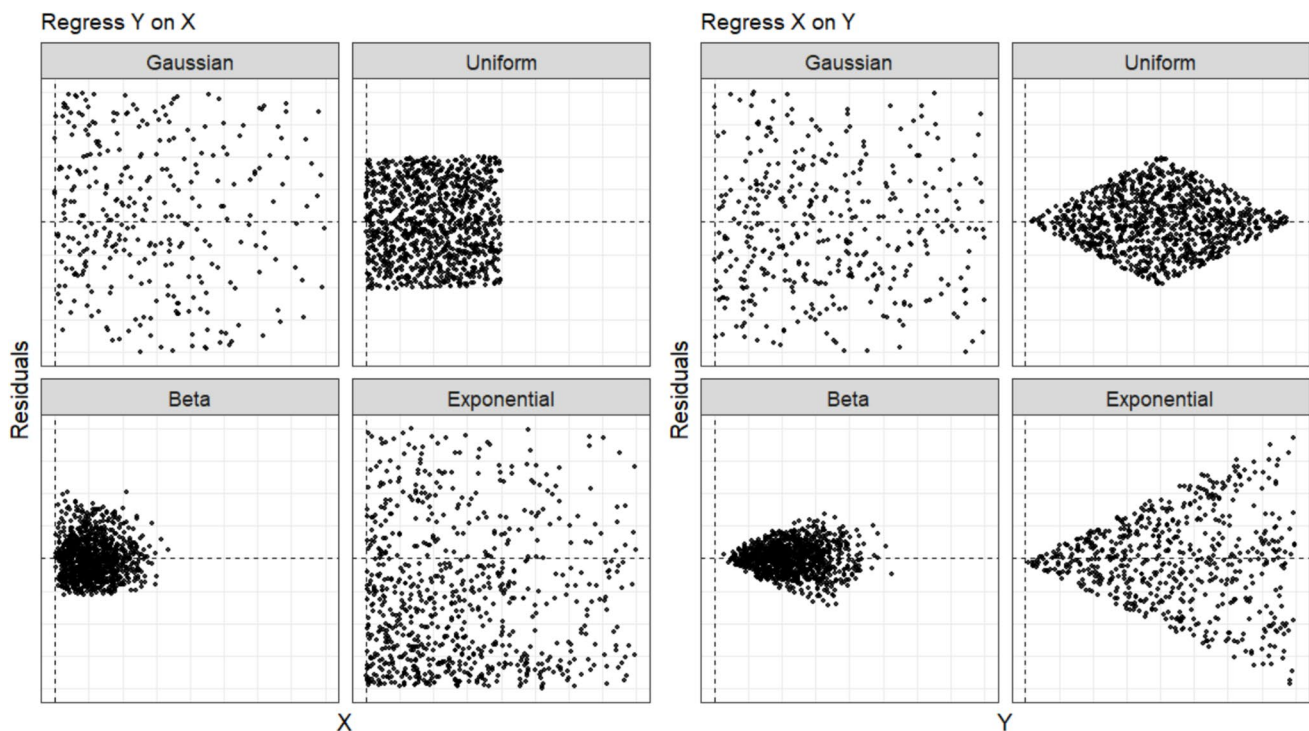 Regress Y on X
Gaussian
Uniform
Beta
Exponential
Residuals
X
Regress X on Y
Gaussian
Uniform
Beta
Exponential
Residuals
Y